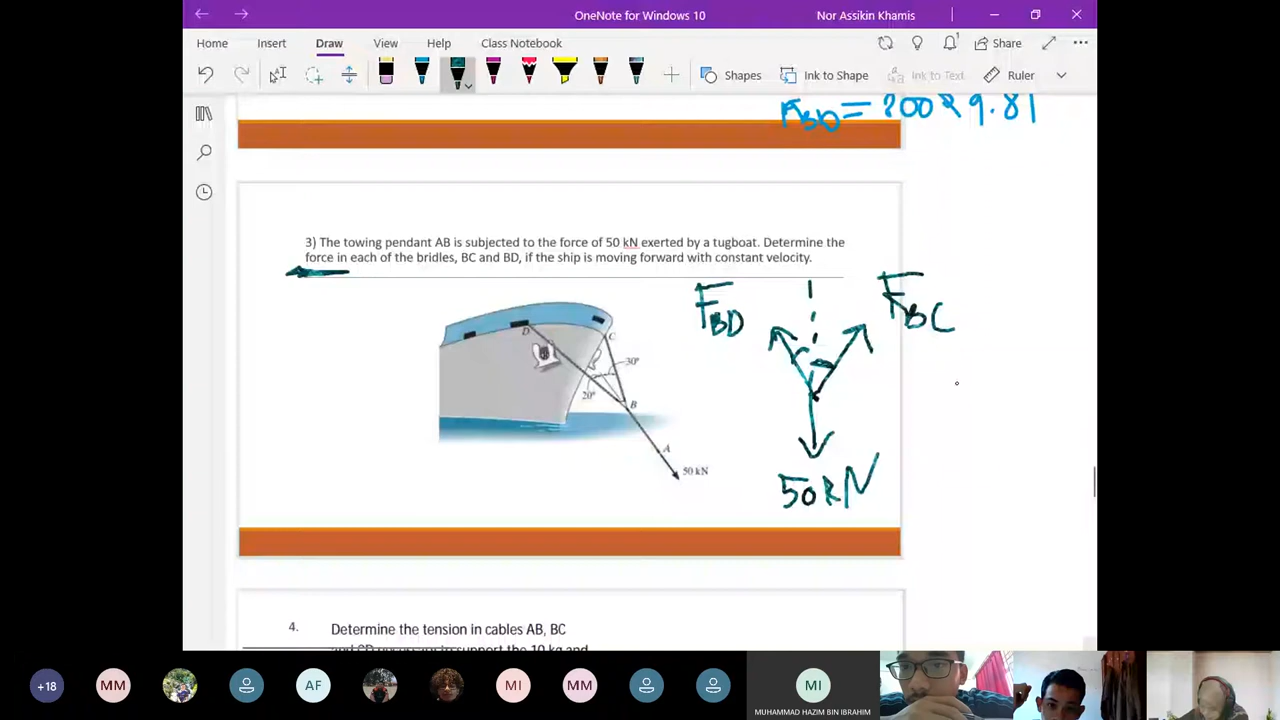 OneNote for Windows 10
Nor Assikin Khamis
Home Insert Draw View Help Class Notebook Share
Shapes Ink to Shape Ink to Text Ruler
FBD = 200 * 9.81
3) The towing pendant AB is subjected to the force of 50 kN exerted by a tugboat. Determine the
force in each of the bridles, BC and BD, if the ship is moving forward with constant velocity.
FBD
FBC
D
C
30°
20°
B
A
50 kN
50kN
4. Determine the tension in cables AB, BC
+18 MM AF MI MM MI
MUHAMMAD HAZIM BIN IBRAHIM